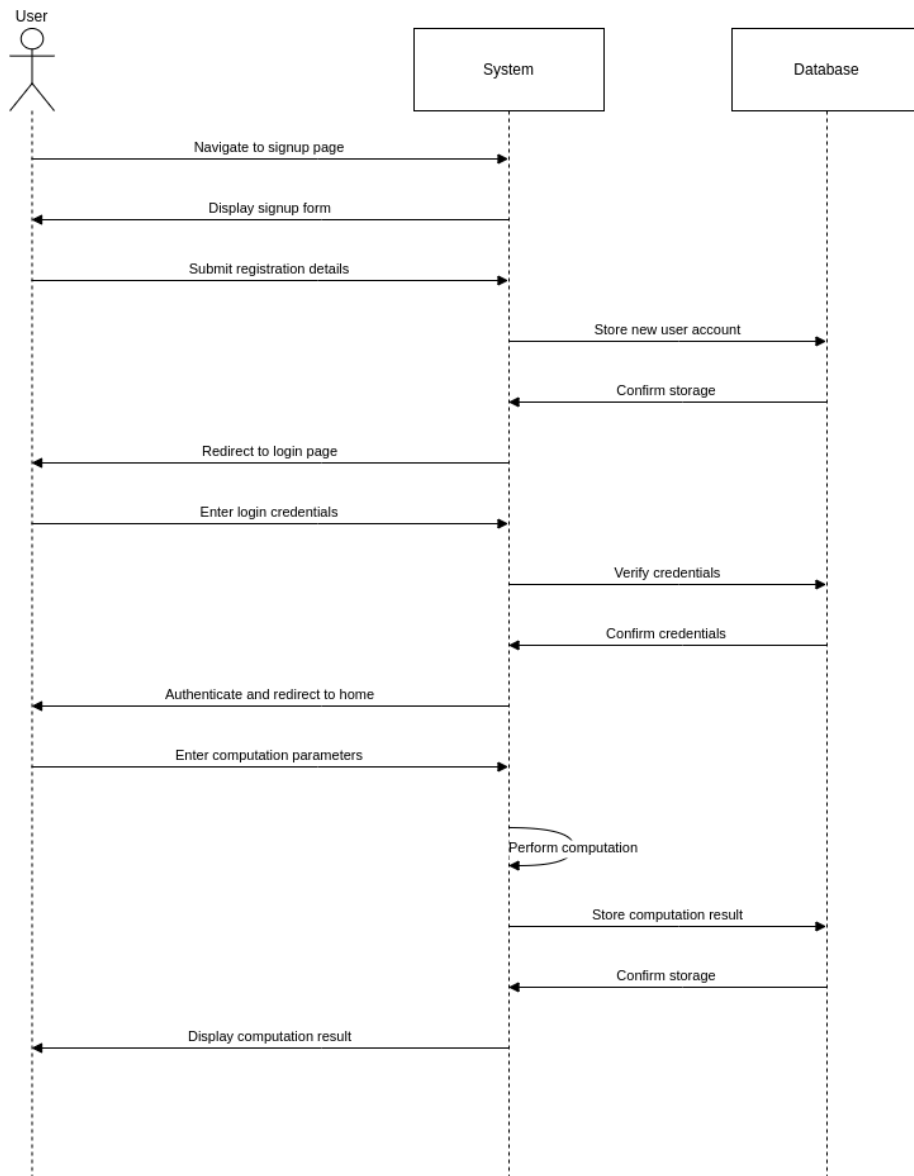 User
System
Database
Navigate to signup page
Display signup form
Submit registration details
Store new user account
Confirm storage
Redirect to login page
Enter login credentials
Verify credentials
Confirm credentials
Authenticate and redirect to home
Enter computation parameters
Perform computation
Store computation result
Confirm storage
Display computation result